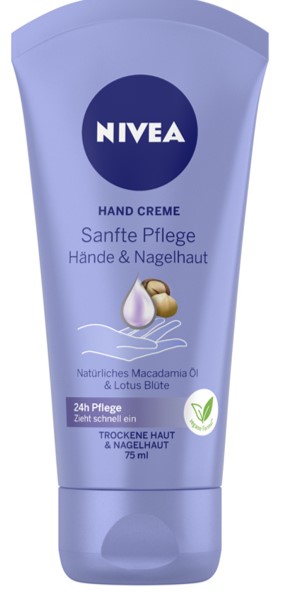 NIVEA
HAND CREME
Sanfte Pflege
Hände & Nagelhaut
Natürliches Macadamia Öl
& Lotus Blüte
24h Pflege
Zieht schnell ein
TROCKENE HAUT
& NAGELHAUT
75 ml